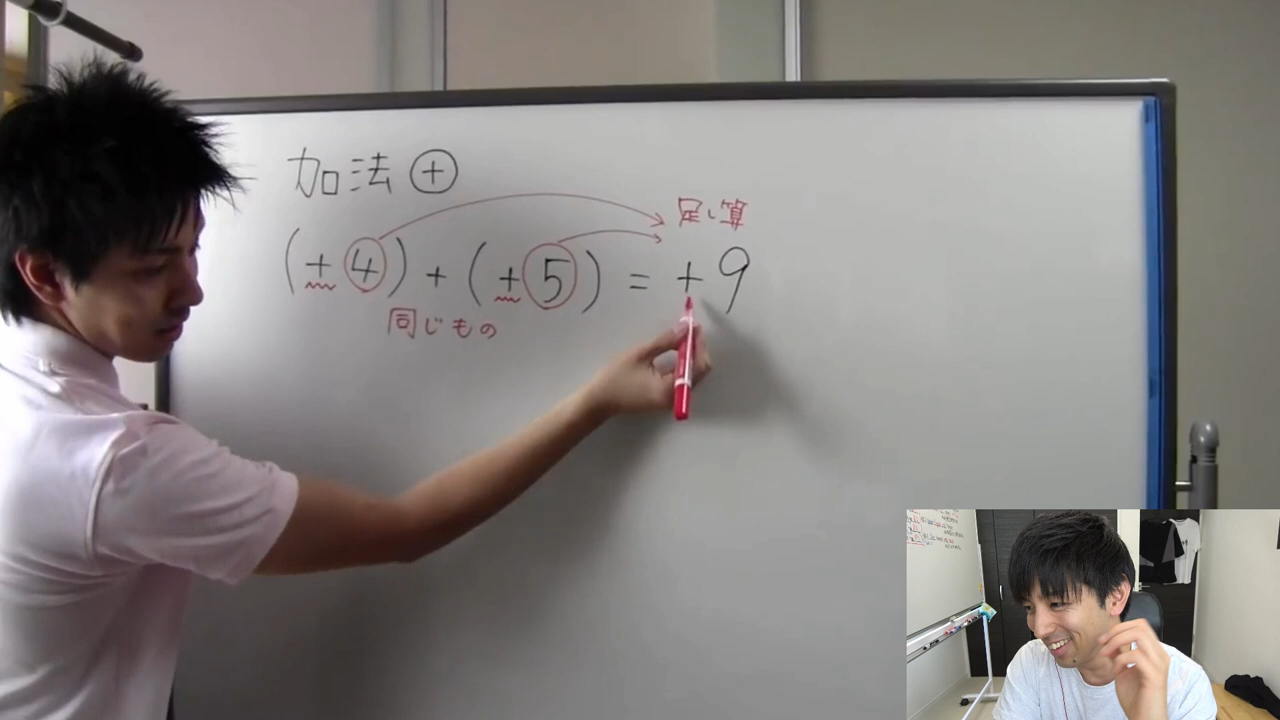 加法 ⊕
足し算
(+4) + (+5) = +9
同じもの